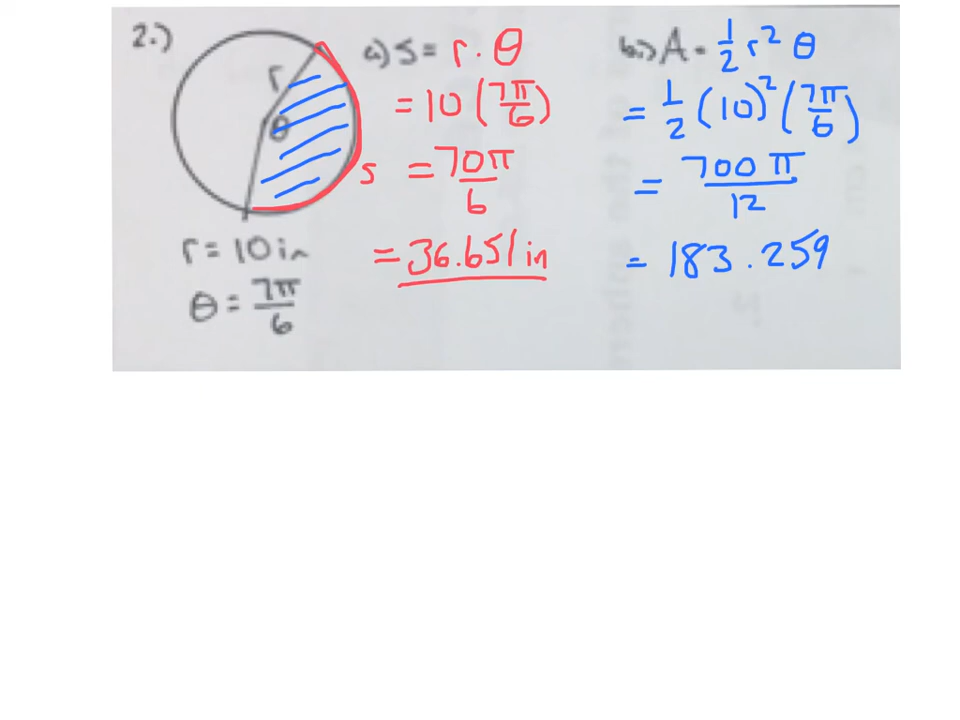 2.)
r
θ
s
r = 10 in
θ = 7π/6
a.) s = r · θ
= 10 (7π/6)
= 70π/6
= 36.651 in
b.) A = 1/2 r² θ
= 1/2 (10)² (7π/6)
= 700π/12
= 183.259